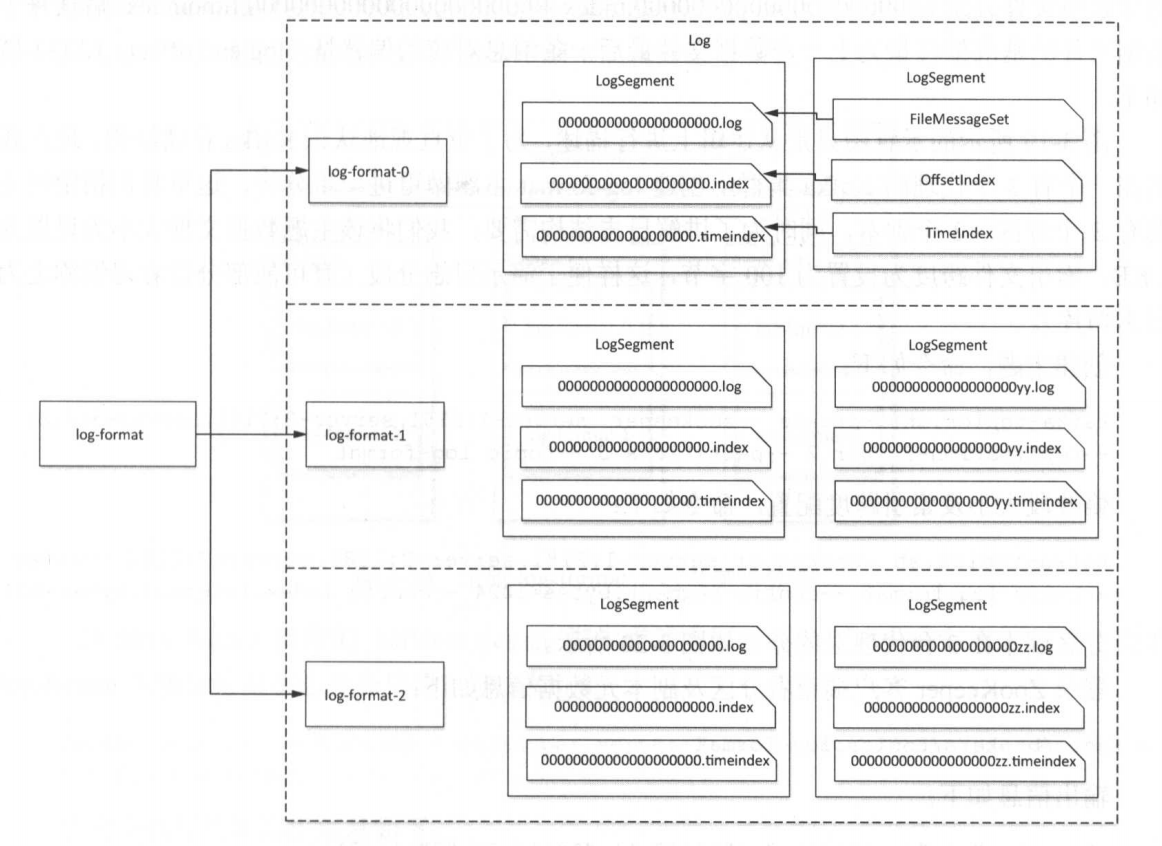 Log
LogSegment
00000000000000000000.log
00000000000000000000.index
00000000000000000000.timeindex
LogSegment
FileMessageSet
OffsetIndex
TimeIndex
log-format-0
LogSegment
00000000000000000000.log
00000000000000000000.index
00000000000000000000.timeindex
LogSegment
000000000000000000yy.log
000000000000000000yy.index
000000000000000000yy.timeindex
log-format
log-format-1
LogSegment
00000000000000000000.log
00000000000000000000.index
00000000000000000000.timeindex
LogSegment
000000000000000000zz.log
000000000000000000zz.index
000000000000000000zz.timeindex
log-format-2